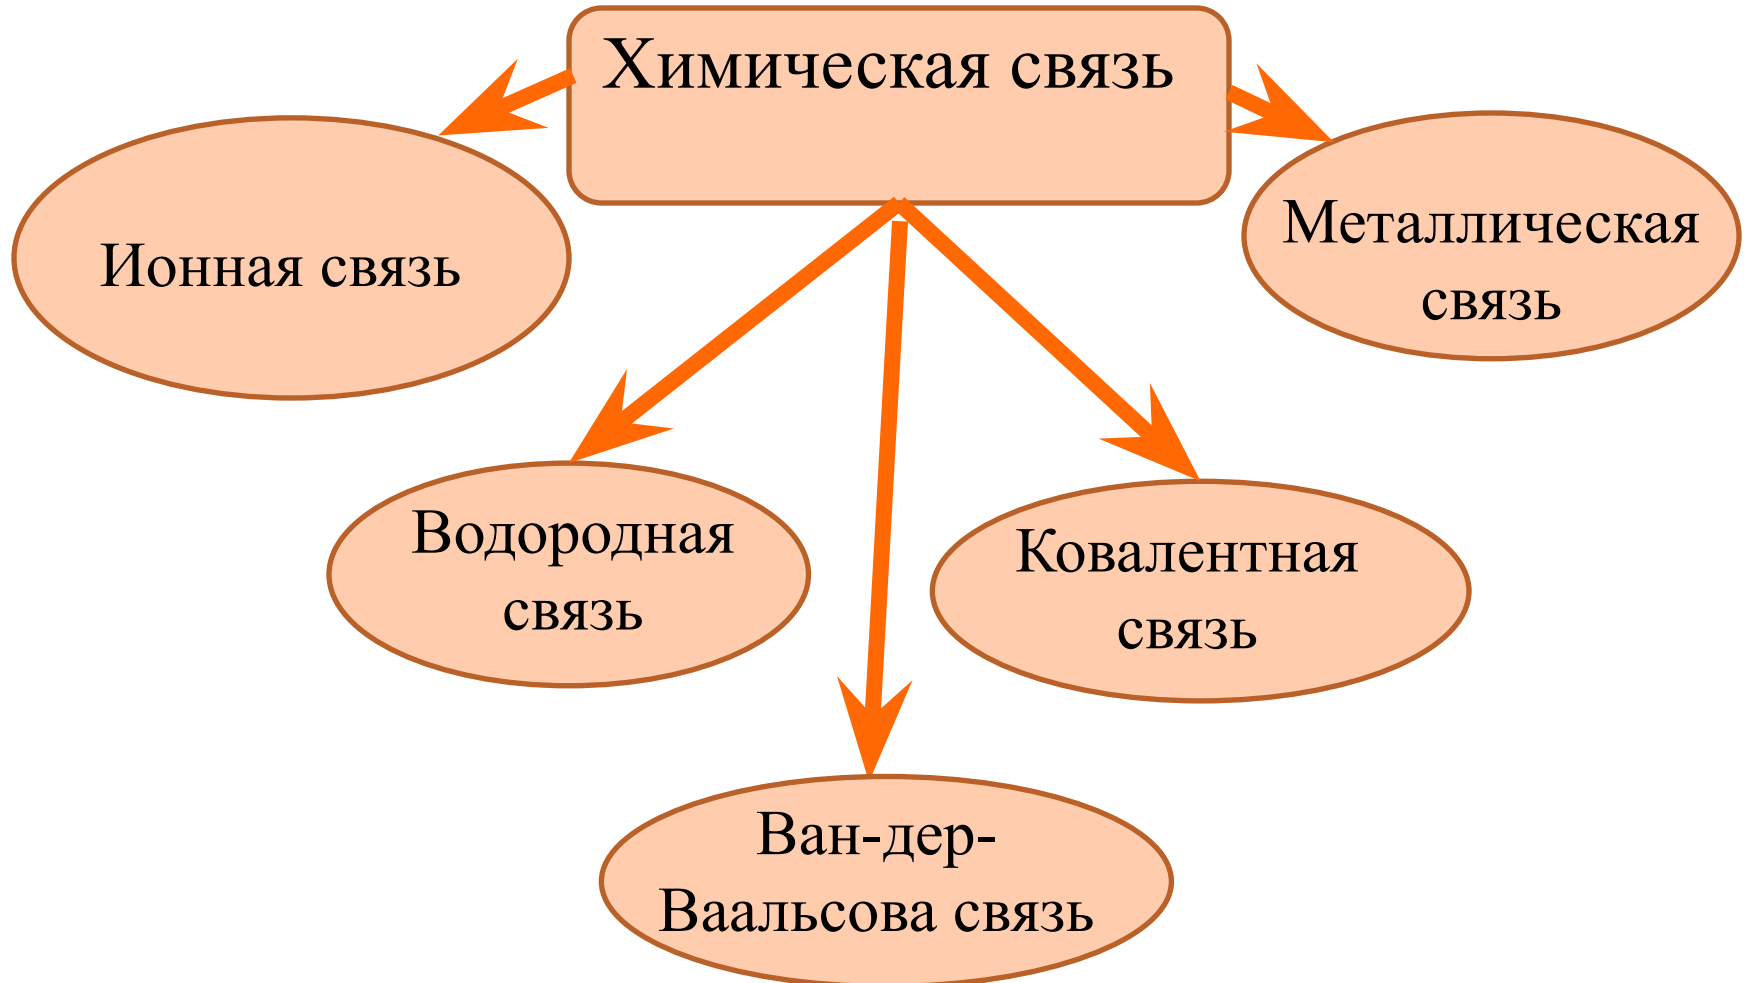 Химическая связь
Ионная связь
Металлическая
связь
Водородная
связь
Ковалентная
связь
Ван-дер-
Ваальсова связь